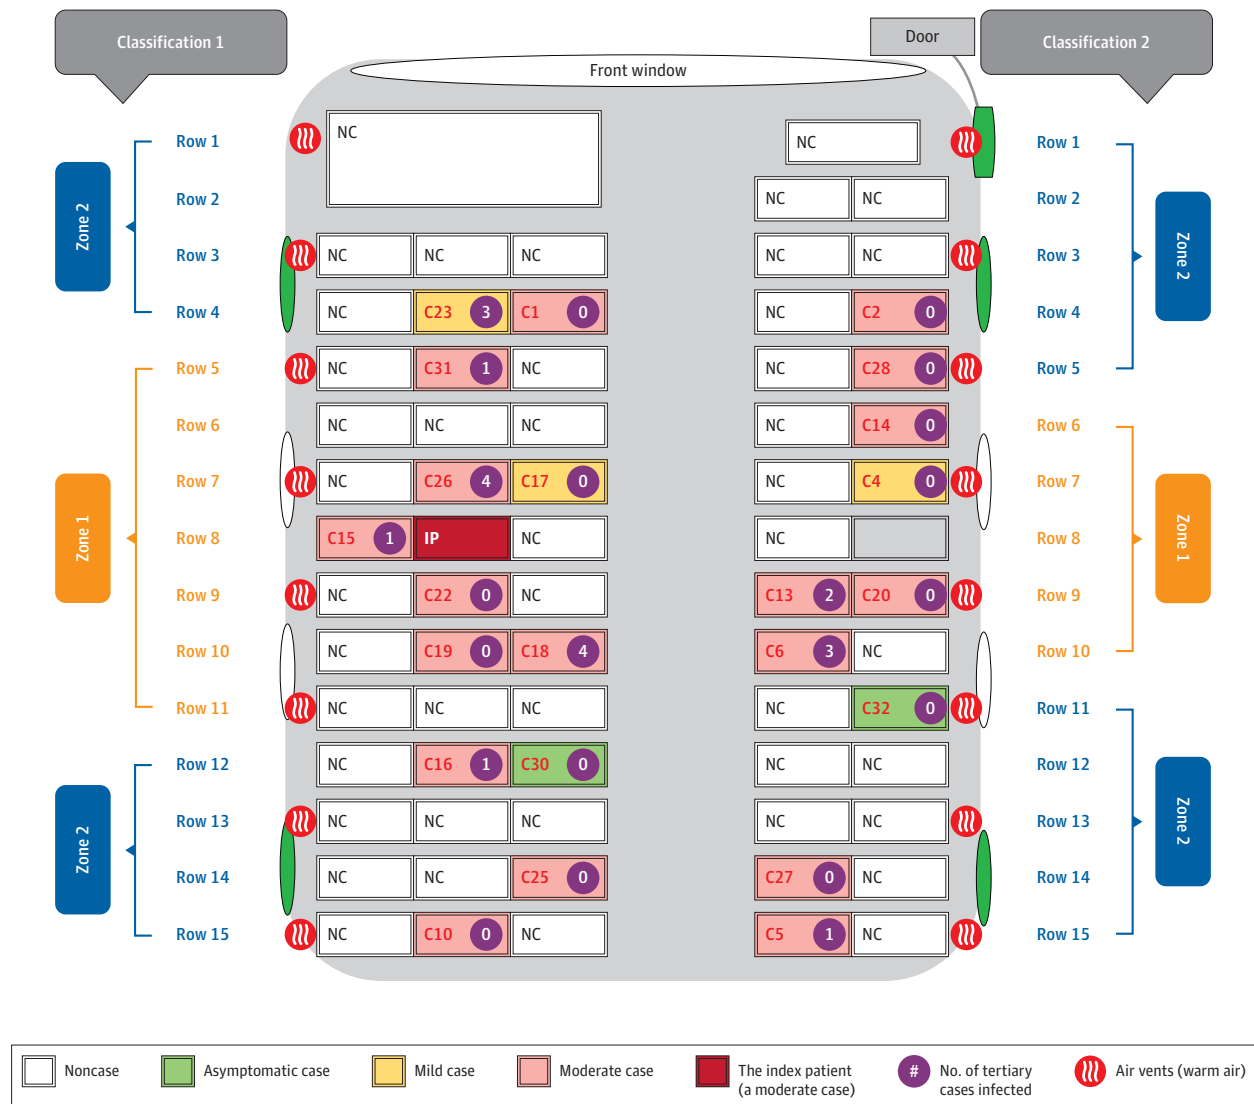 Classification 1
Door
Classification 2
Front window
Row 1
NC
NC
Row 1
Row 2
NC NC
Row 2
Zone 2
Zone 2
Row 3
NC NC NC
NC NC
Row 3
Row 4
NC C23 3 C1 0
NC C2 0
Row 4
Row 5
NC C31 1 NC
NC C28 0
Row 5
Row 6
NC NC NC
NC C14 0
Row 6
Row 7
NC C26 4 C17 0
NC C4 0
Row 7
Zone 1
Row 8
C15 1 IP NC
NC
Row 8
Zone 1
Row 9
NC C22 0 NC
C13 2 C20 0
Row 9
Row 10
NC C19 0 C18 4
C6 3 NC
Row 10
Row 11
NC NC NC
NC C32 0
Row 11
Row 12
NC C16 1 C30 0
NC NC
Row 12
Row 13
NC NC NC
NC NC
Row 13
Zone 2
Zone 2
Row 14
NC NC C25 0
C27 0 NC
Row 14
Row 15
NC C10 0 NC
C5 1 NC
Row 15
Noncase
Asymptomatic case
Mild case
Moderate case
The index patient
(a moderate case)
# No. of tertiary
cases infected
Air vents (warm air)